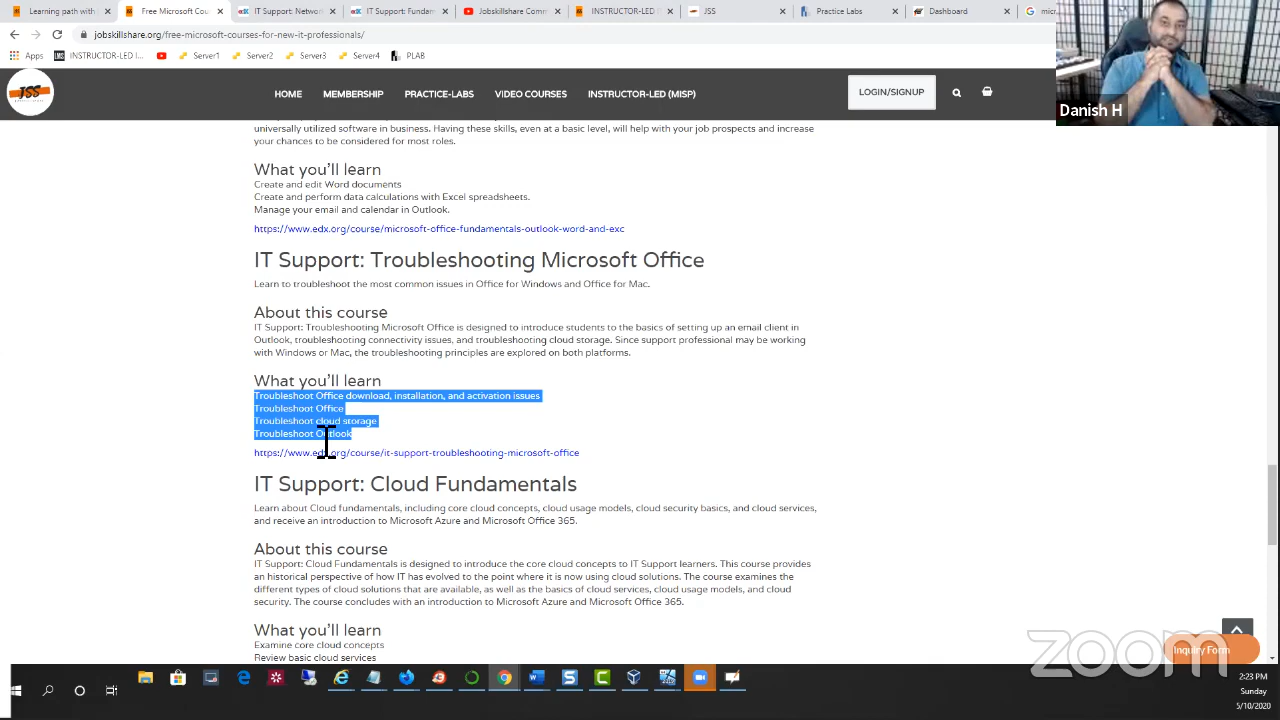 Learning path with
Free Microsoft Cou
IT Support: Netwo
IT Support: Fundam
Jobskillshare Comm
INSTRUCTOR-LED
JSS
Practice Labs
Dashboard
jobskillshare.org/free-microsoft-courses-for-new-it-professionals/
Apps
LMS
INSTRUCTOR-LED I...
Server1
Server2
Server3
Server4
PLAB
Danish H
JSS
HOME
MEMBERSHIP
PRACTICE-LABS
VIDEO COURSES
INSTRUCTOR-LED (MISP)
LOGIN/SIGNUP
universally utilized software in business. Having these skills, even at a basic level, will help with your job prospects and increase
your chances to be considered for most roles.
What you'll learn
Create and edit Word documents
Create and perform data calculations with Excel spreadsheets.
Manage your email and calendar in Outlook.
https://www.edx.org/course/microsoft-office-fundamentals-outlook-word-and-exc
IT Support: Troubleshooting Microsoft Office
Learn to troubleshoot the most common issues in Office for Windows and Office for Mac.
About this course
IT Support: Troubleshooting Microsoft Office is designed to introduce students to the basics of setting up an email client in
Outlook, troubleshooting connectivity issues, and troubleshooting cloud storage. Since support professional may be working
with Windows or Mac, the troubleshooting principles are explored on both platforms.
What you'll learn
Troubleshoot Office download, installation, and activation issues
Troubleshoot Office
Troubleshoot cloud storage
Troubleshoot Outlook
https://www.edx.org/course/it-support-troubleshooting-microsoft-office
IT Support: Cloud Fundamentals
Learn about Cloud fundamentals, including core cloud concepts, cloud usage models, cloud security basics, and cloud services,
and receive an introduction to Microsoft Azure and Microsoft Office 365.
About this course
IT Support: Cloud Fundamentals is designed to introduce the core cloud concepts to IT Support learners. This course provides
an historical perspective of how IT has evolved to the point where it is now using cloud solutions. The course examines the
different types of cloud solutions that are available, as well as the basics of cloud services, cloud usage models, and cloud
security. The course concludes with an introduction to Microsoft Azure and Microsoft Office 365.
What you'll learn
Examine core cloud concepts
Review basic cloud services
zoom
Inquiry Form
2:23 PM
Sunday
5/10/2020